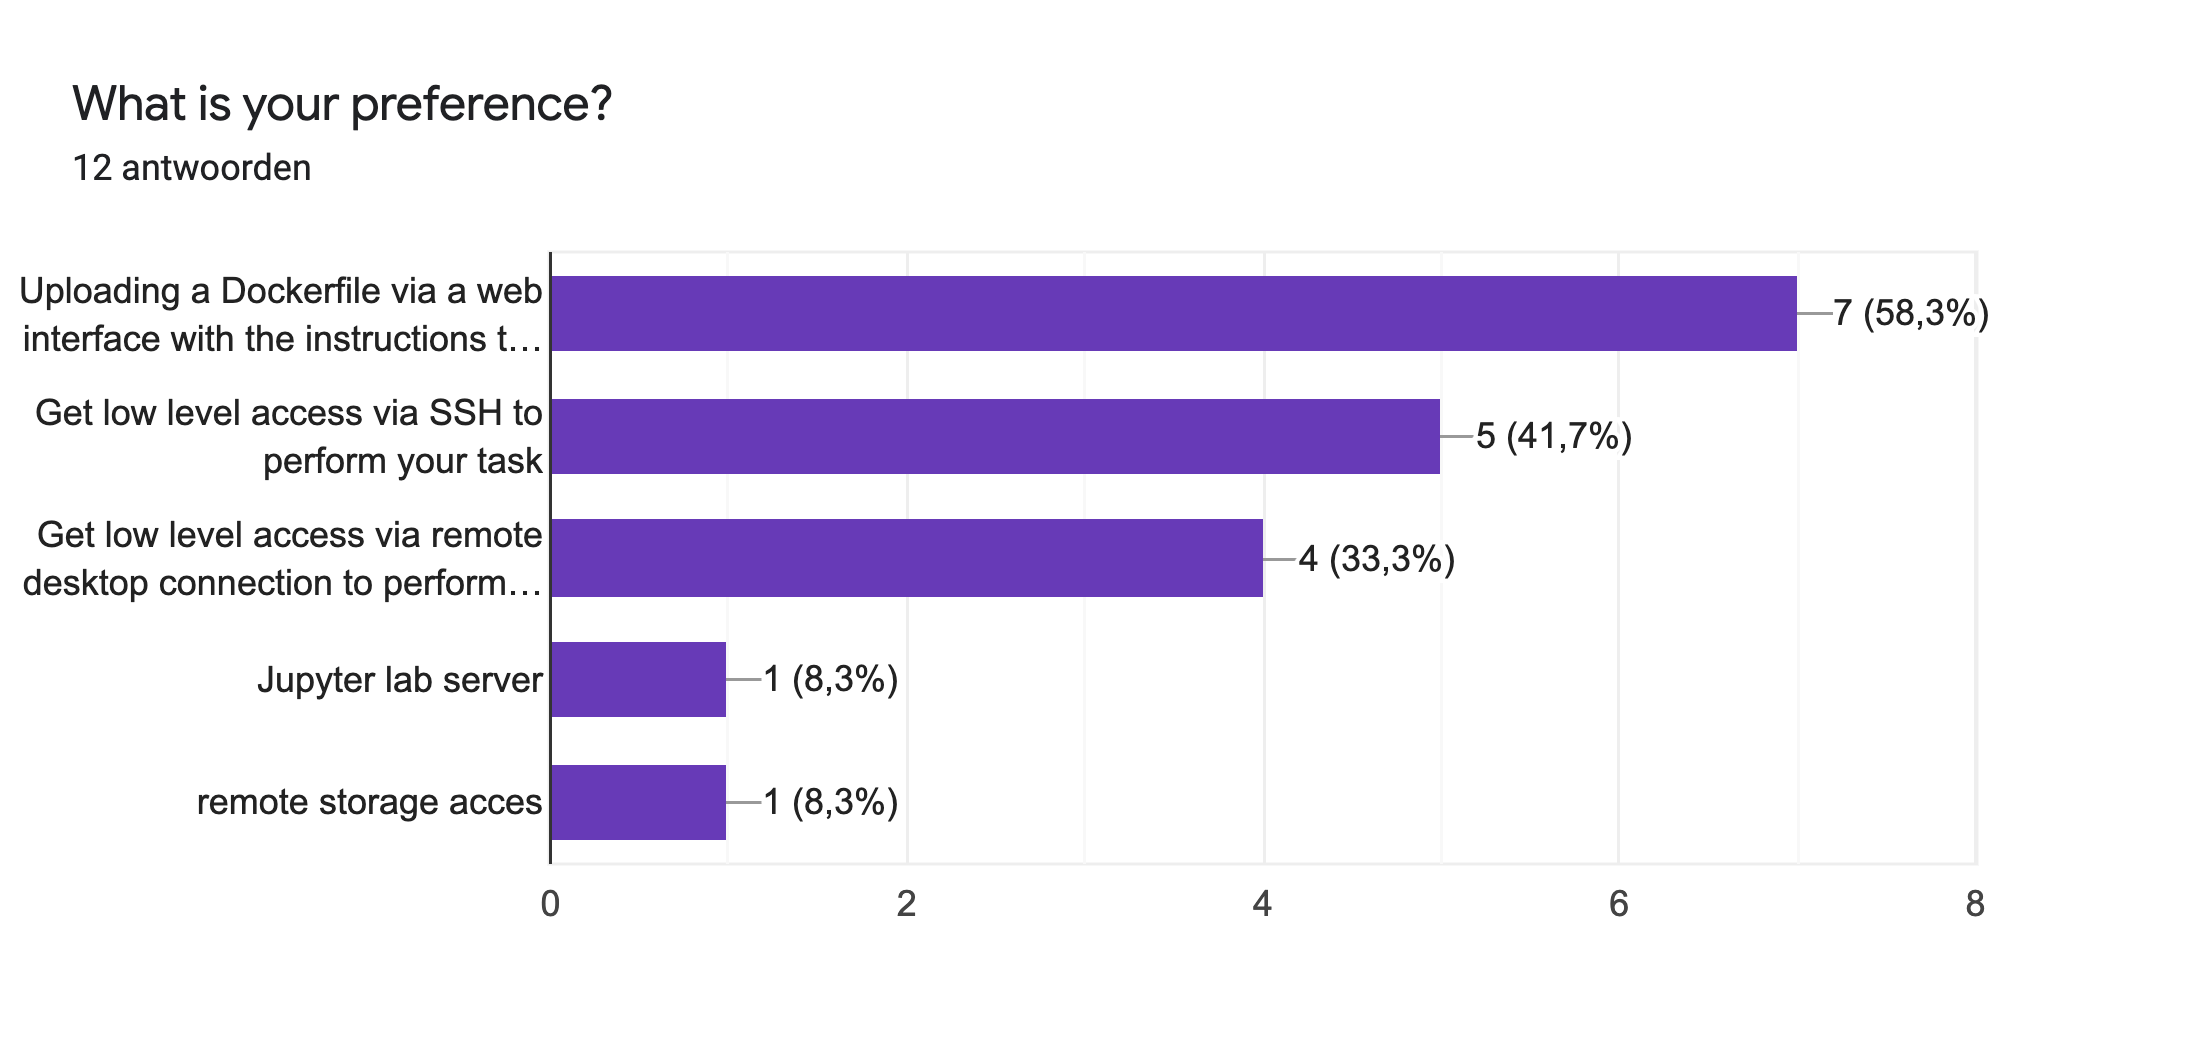 What is your preference?
12 antwoorden
Uploading a Dockerfile via a web
interface with the instructions t…
7 (58,3%)
Get low level access via SSH to
perform your task
5 (41,7%)
Get low level access via remote
desktop connection to perform…
4 (33,3%)
Jupyter lab server
1 (8,3%)
remote storage acces
1 (8,3%)
0 2 4 6 8